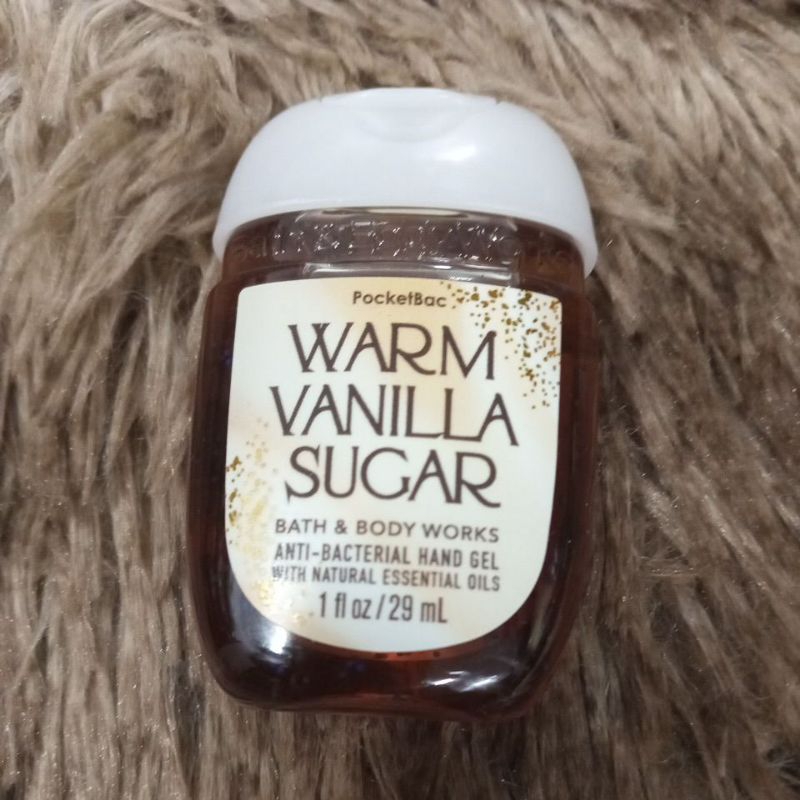 PocketBac
WARM
VANILLA
SUGAR
BATH & BODY WORKS
ANTI-BACTERIAL HAND GEL
WITH NATURAL ESSENTIAL OILS
1 fl oz / 29 mL